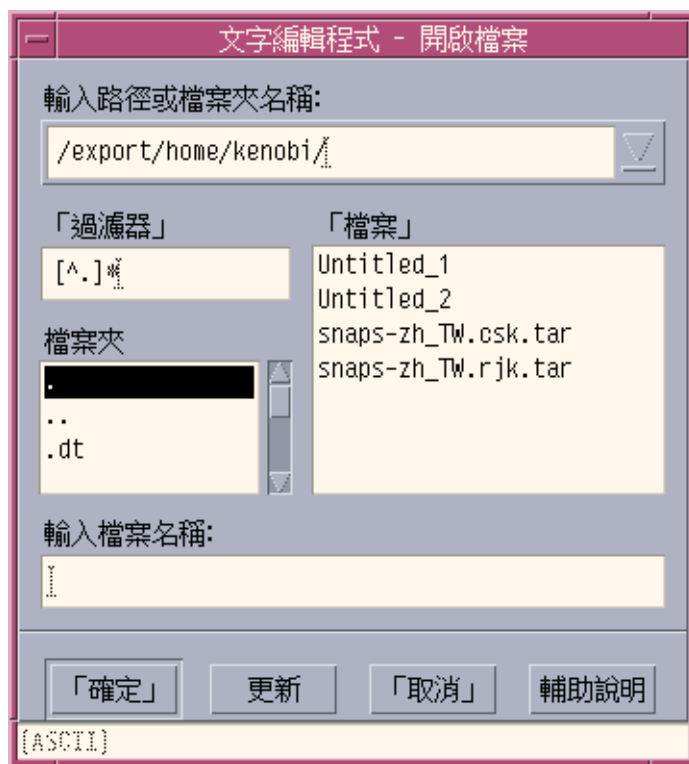 文字編輯程式 - 開啟檔案
輸入路徑或檔案夾名稱:
/export/home/kenobi/
「過濾器」
[^.]*
「檔案」
Untitled_1
Untitled_2
snaps-zh_TW.csk.tar
snaps-zh_TW.rjk.tar
檔案夾
.
..
.dt
輸入檔案名稱:
「確定」 更新 「取消」 輔助說明
[ASCII]